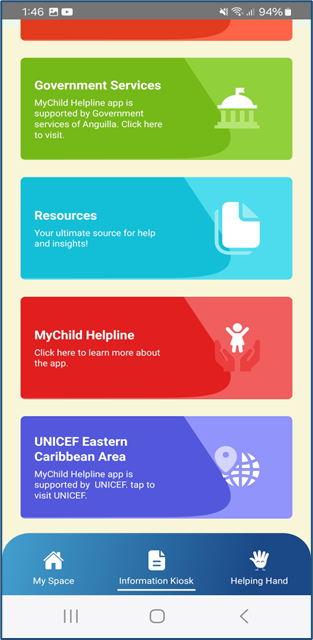 1:46 94%
Government Services
MyChild Helpline app is
supported by Government
services of Anguilla. Click here
to visit.
Resources
Your ultimate source for help
and insights!
MyChild Helpline
Click here to learn more about
the app.
UNICEF Eastern
Caribbean Area
MyChild Helpline app is
supported by UNICEF. tap to
visit UNICEF.
My Space Information Kiosk Helping Hand